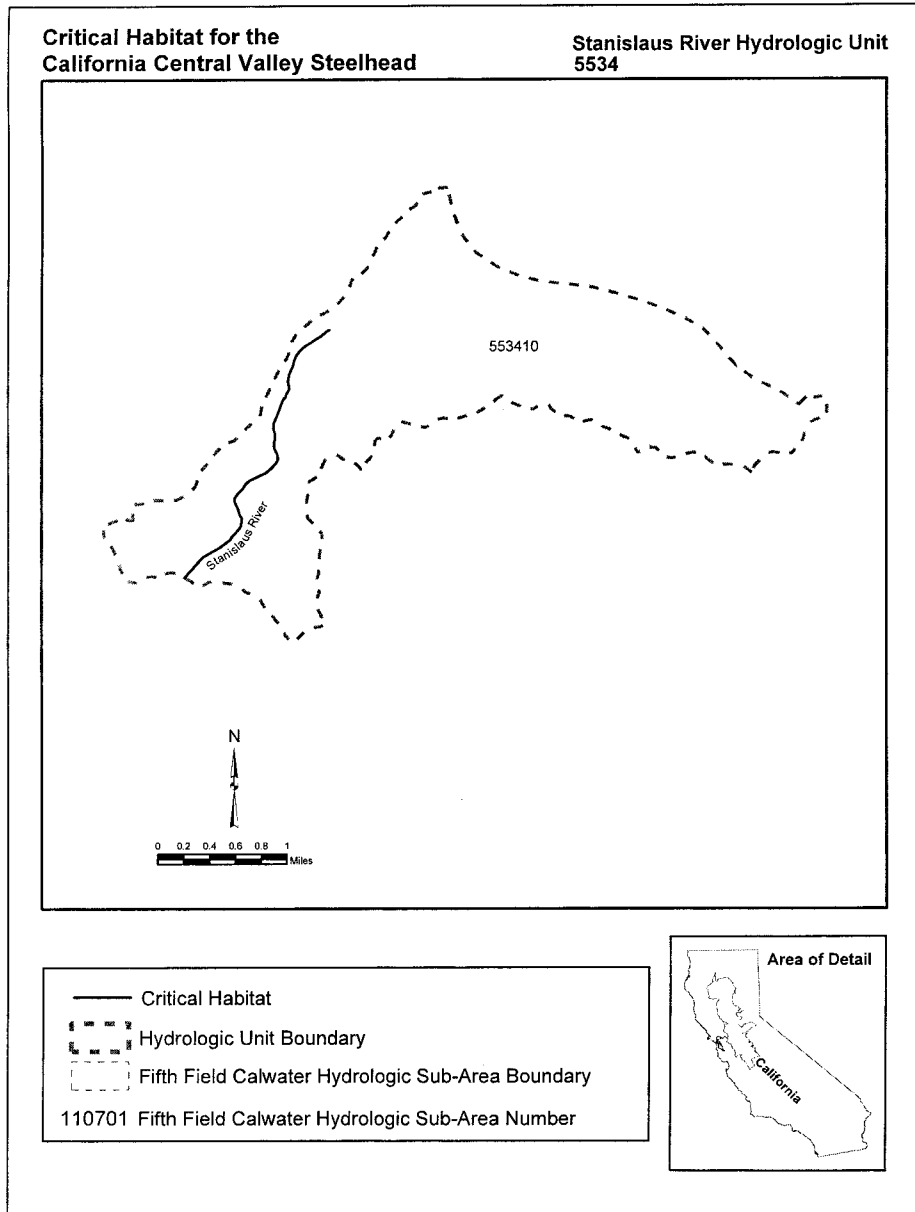 Critical Habitat for the
California Central Valley Steelhead
Stanislaus River Hydrologic Unit
5534
553410
Stanislaus River
N
0 0.2 0.4 0.6 0.8 1
Miles
Critical Habitat
Hydrologic Unit Boundary
Fifth Field Calwater Hydrologic Sub-Area Boundary
110701 Fifth Field Calwater Hydrologic Sub-Area Number
Area of Detail
California